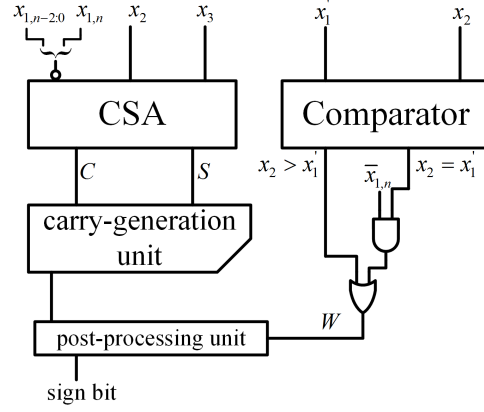 x₁,ₙ₋₂:₀ x₁,ₙ x₂ x₃ x₁' x₂
CSA Comparator
C S x₂ > x₁' x̅₁,ₙ x₂ = x₁'
carry-generation
unit
W
post-processing unit
sign bit